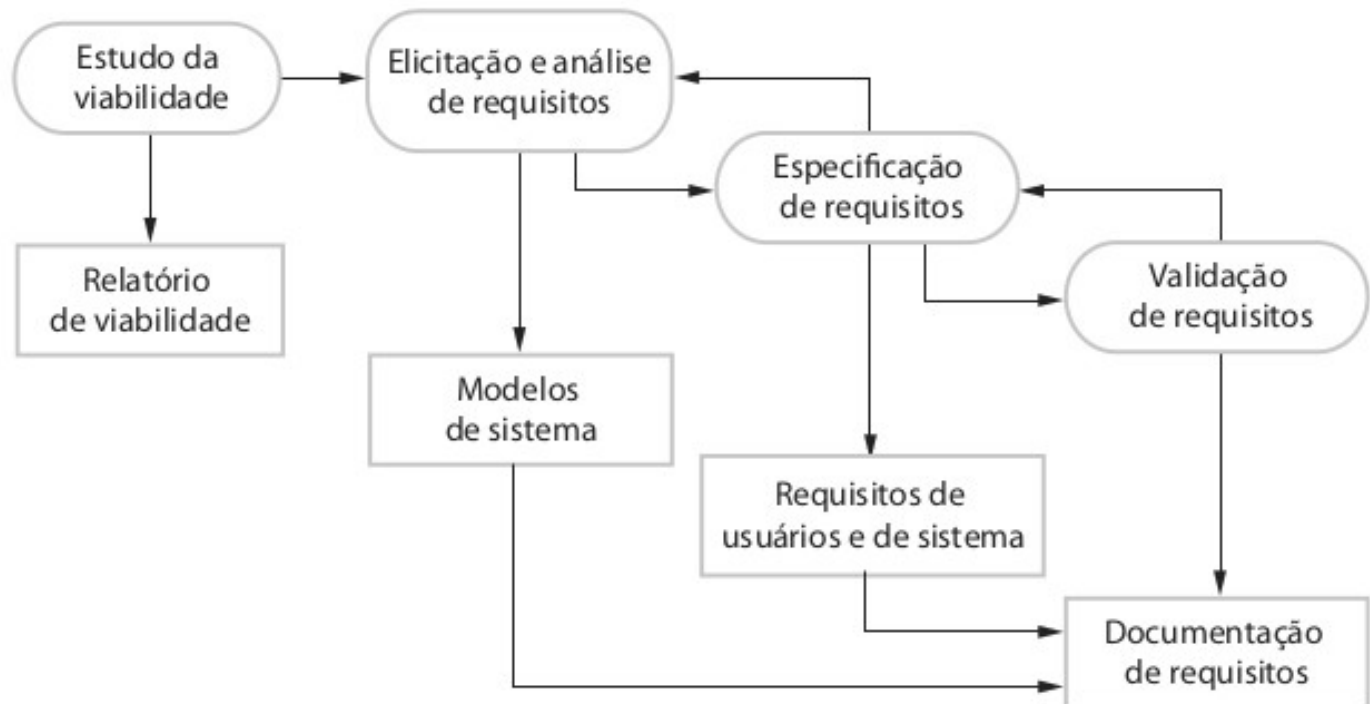 Estudo da
viabilidade
Elicitação e análise
de requisitos
Especificação
de requisitos
Validação
de requisitos
Relatório
de viabilidade
Modelos
de sistema
Requisitos de
usuários e de sistema
Documentação
de requisitos